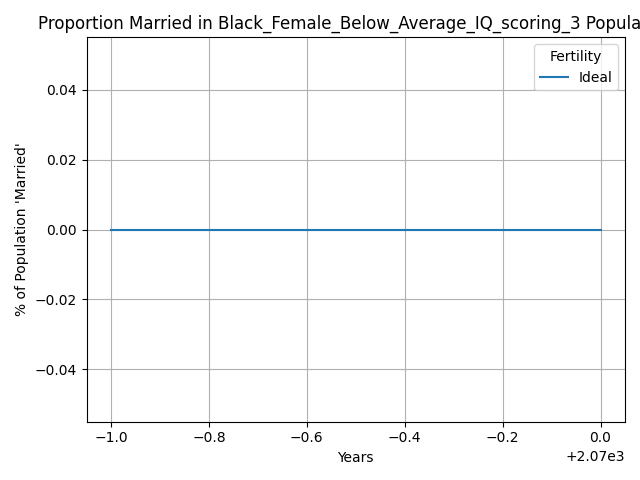 Proportion Married in Black_Female_Below_Average_IQ_scoring_3 Popula
Fertility
Ideal
0.04
0.02
0.00
−0.02
−0.04
% of Population 'Married'
−1.0
−0.8
−0.6
−0.4
−0.2
0.0
Years
+2.07e3